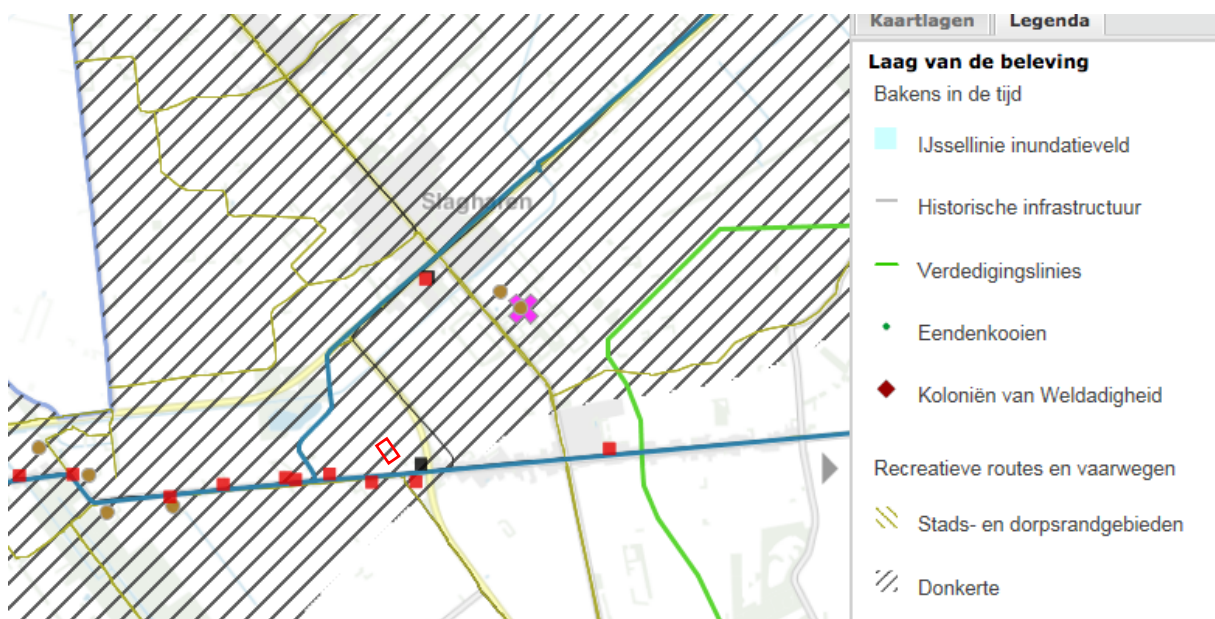 Kaartlagen
Legenda
Laag van de beleving
Bakens in de tijd
IJssellinie inundatieveld
Historische infrastructuur
Verdedigingslinies
Eendenkooien
Koloniën van Weldadigheid
Recreatieve routes en vaarwegen
Stads- en dorpsrandgebieden
Donkerte
Slagharen